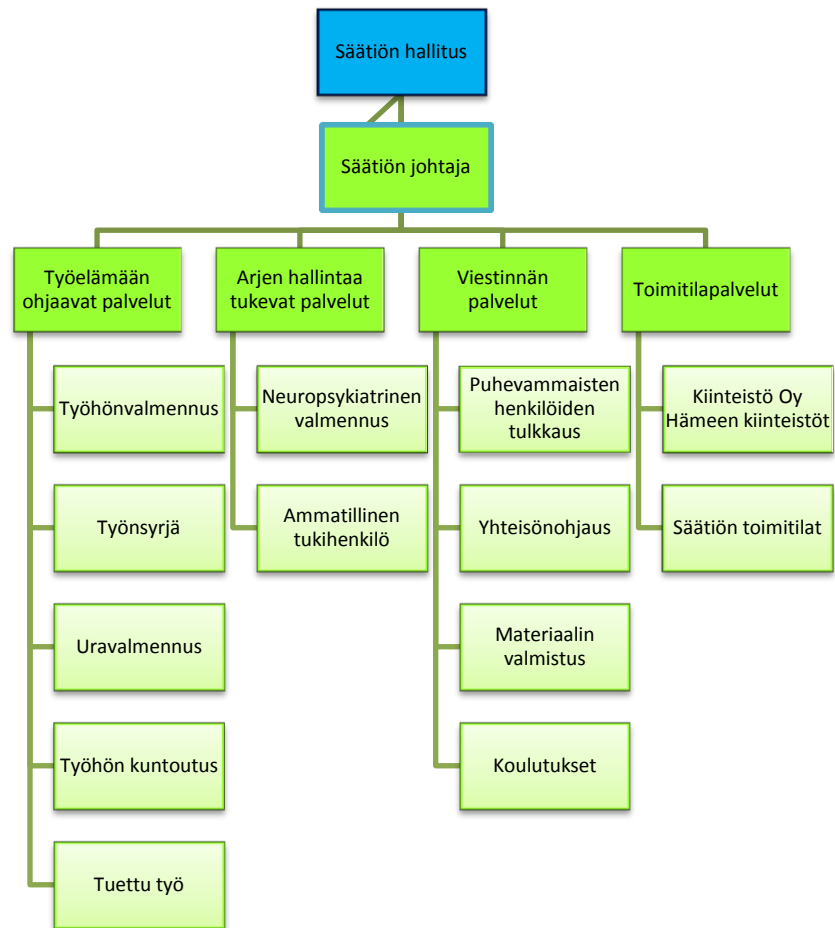 Säätiön hallitus
Säätiön johtaja
Työelämään
ohjaavat palvelut
Arjen hallintaa
tukevat palvelut
Viestinnän
palvelut
Toimitilapalvelut
Työhönvalmennus
Työnsyrjä
Uravalmennus
Työhön kuntoutus
Tuettu työ
Neuropsykiatrinen
valmennus
Ammatillinen
tukihenkilö
Puhevammaisten
henkilöiden
tulkkaus
Yhteisönohjaus
Materiaalin
valmistus
Koulutukset
Kiinteistö Oy
Hämeen kiinteistöt
Säätiön toimitilat